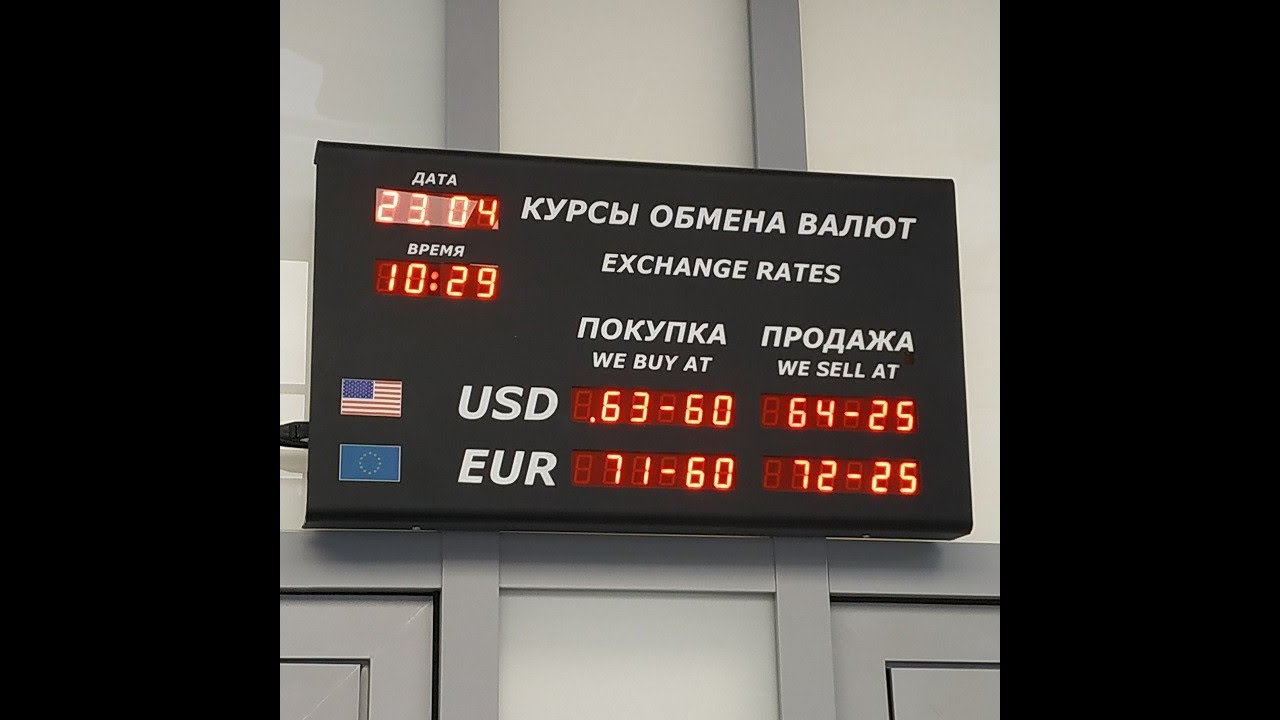 ДАТА
23.04
КУРСЫ ОБМЕНА ВАЛЮТ
ВРЕМЯ
10:29
EXCHANGE RATES
ПОКУПКА ПРОДАЖА
WE BUY AT WE SELL AT
USD .63-60 64-25
EUR 71-60 72-25